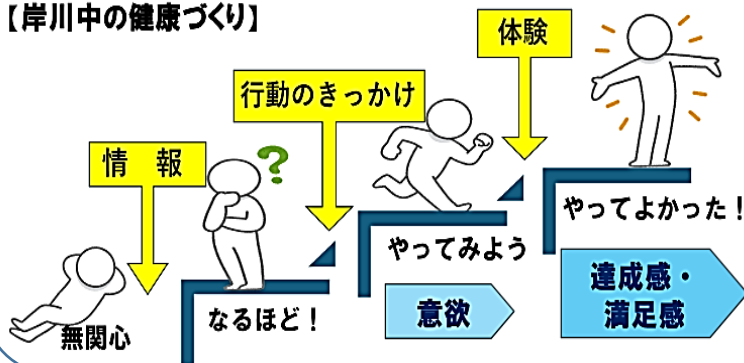 【岸川中の健康づくり】
体験
行動のきっかけ
情　報
?
やってよかった！
やってみよう
達成感・
満足感
意欲
なるほど！
無関心